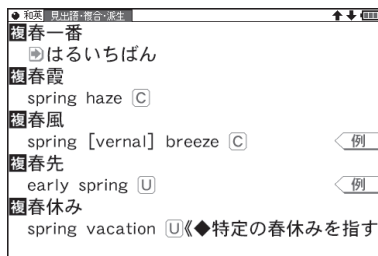 和英 見出語・複合・派生
複春一番
はるいちばん
複春霞
spring haze C
複春風
spring [vernal] breeze C 例
複春先
early spring U 例
複春休み
spring vacation U《◆特定の春休みを指す